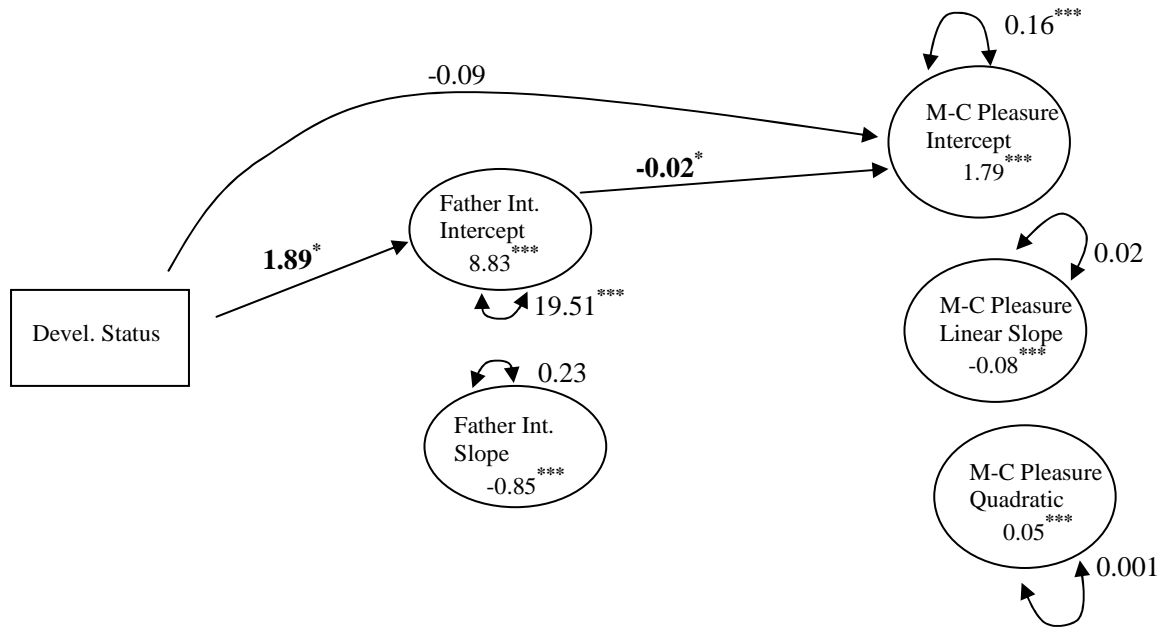 0.16***
-0.09
M-C Pleasure
Intercept
1.79***
-0.02*
Father Int.
Intercept
8.83***
1.89*
0.02
19.51***
Devel. Status
M-C Pleasure
Linear Slope
-0.08***
0.23
Father Int.
Slope
-0.85***
M-C Pleasure
Quadratic
0.05***
0.001